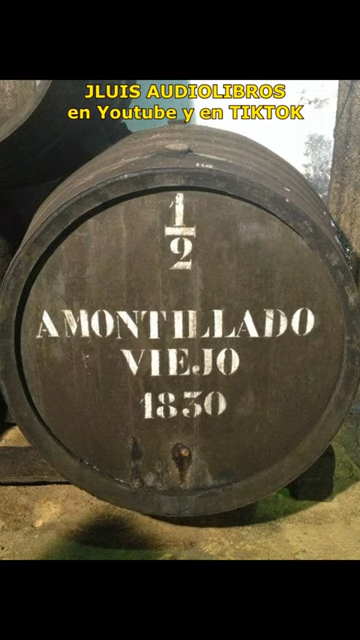 JLUIS AUDIOLIBROS
en Youtube y en TIKTOK
1
2
AMONTILLADO
VIEJO
1830